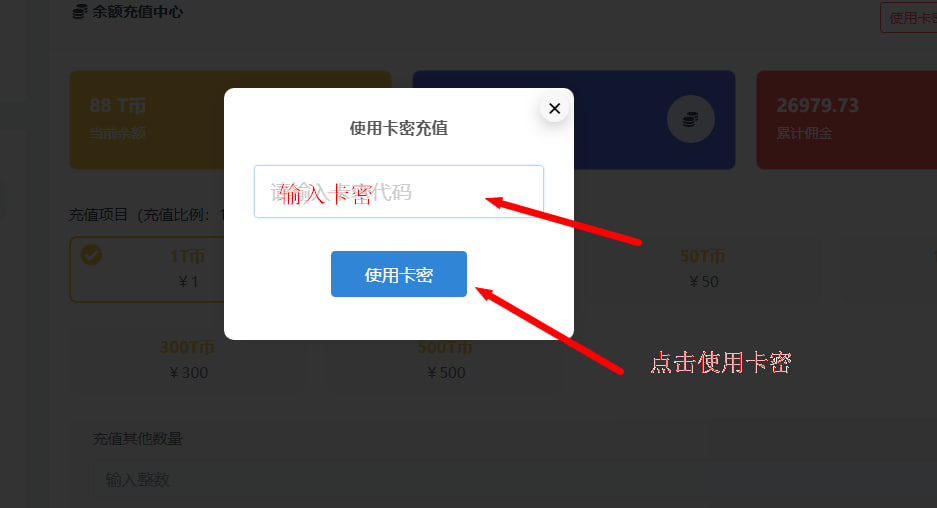 余额充值中心
使用卡密
88 T币
当前余额
26979.73
累计佣金
使用卡密充值
请输入卡密代码
输入卡密
使用卡密
点击使用卡密
充值项目（充值比例：1
1T币
￥1
50T币
￥50
300T币
￥300
500T币
￥500
充值其他数量
输入整数